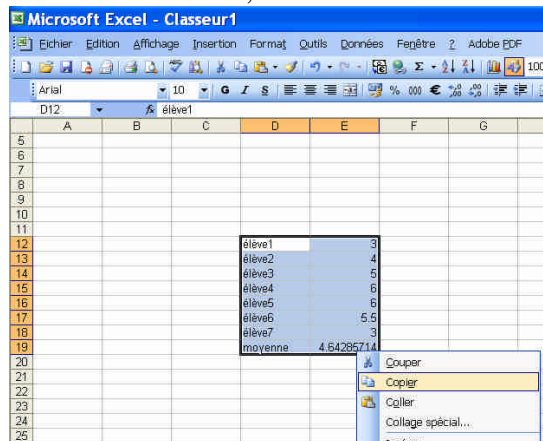 Microsoft Excel - Classeur1
Fichier Edition Affichage Insertion Format Outils Données Fenêtre ? Adobe PDF
100
Arial 10 G I S % 000 €
D12 fx élève1
A B C D E F G
5
6
7
8
9
10
11
12 élève1 3
13 élève2 4
14 élève3 5
15 élève4 6
16 élève5 6
17 élève6 5.5
18 élève7 3
19 moyenne 4.64285714
20 Couper
21 Copier
22
23 Coller
24 Collage spécial...
25